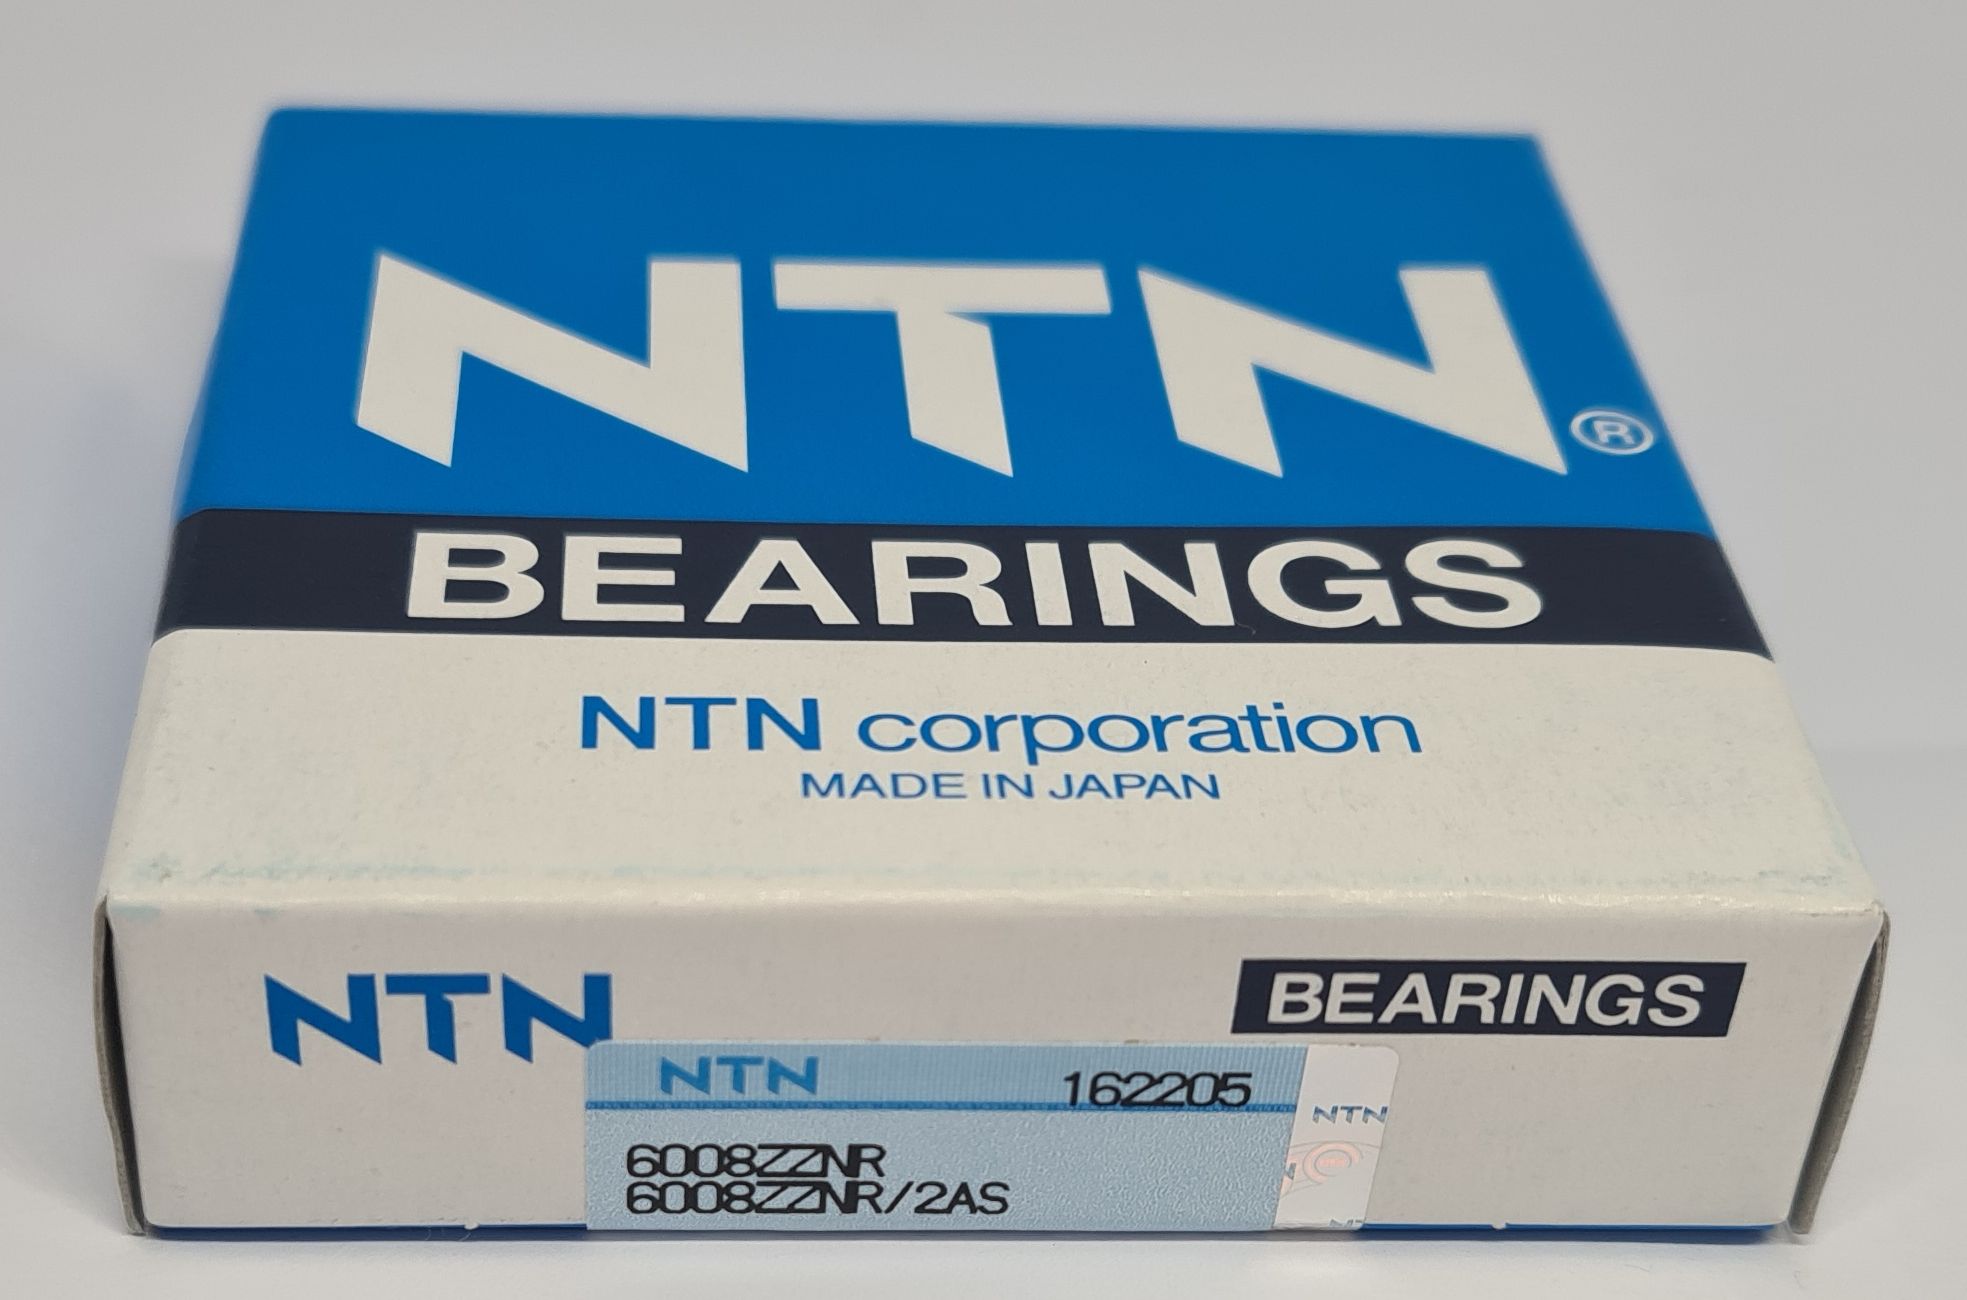 NTN®
BEARINGS
NTN corporation
MADE IN JAPAN
NTN
BEARINGS
NTN 162205
NTN
6008ZZNR
6008ZZNR/2AS